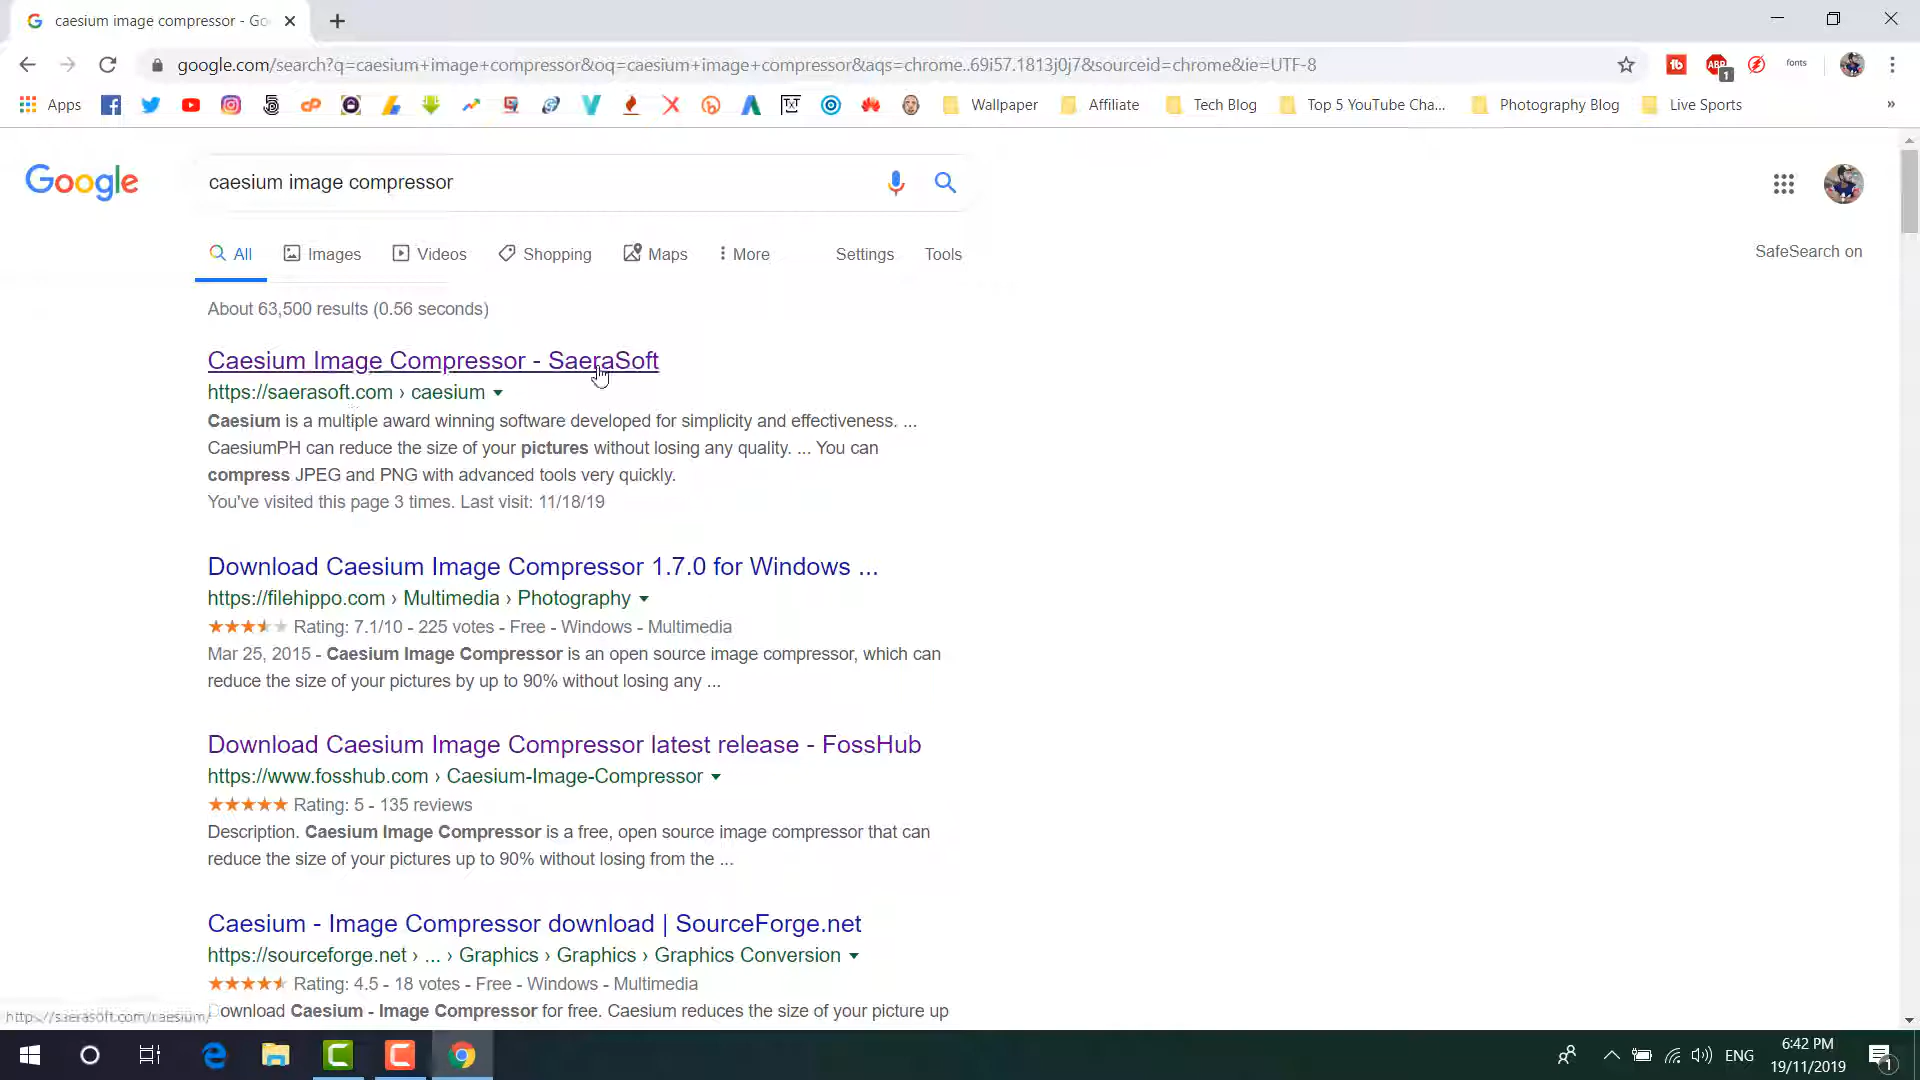 caesium image compressor - Go
google.com/search?q=caesium+image+compressor&oq=caesium+image+compressor&aqs=chrome..69i57.1813j0j7&sourceid=chrome&ie=UTF-8
1
fonts
Apps
Wallpaper
Affiliate
Tech Blog
Top 5 YouTube Cha...
Photography Blog
Live Sports
»
Google
caesium image compressor
All
Images
Videos
Shopping
Maps
More
Settings
Tools
SafeSearch on
About 63,500 results (0.56 seconds)
Caesium Image Compressor - SaeraSoft
https://saerasoft.com › caesium
Caesium is a multiple award winning software developed for simplicity and effectiveness. ...
CaesiumPH can reduce the size of your pictures without losing any quality. ... You can
compress JPEG and PNG with advanced tools very quickly.
You've visited this page 3 times. Last visit: 11/18/19
Download Caesium Image Compressor 1.7.0 for Windows ...
https://filehippo.com › Multimedia › Photography
Rating: 7.1/10 - 225 votes - Free - Windows - Multimedia
Mar 25, 2015 - Caesium Image Compressor is an open source image compressor, which can
reduce the size of your pictures by up to 90% without losing any ...
Download Caesium Image Compressor latest release - FossHub
https://www.fosshub.com › Caesium-Image-Compressor
Rating: 5 - 135 reviews
Description. Caesium Image Compressor is a free, open source image compressor that can
reduce the size of your pictures up to 90% without losing from the ...
Caesium - Image Compressor download | SourceForge.net
https://sourceforge.net › ... › Graphics › Graphics › Graphics Conversion
Rating: 4.5 - 18 votes - Free - Windows - Multimedia
Download Caesium - Image Compressor for free. Caesium reduces the size of your picture up
https://saerasoft.com/caesium/
ENG
6:42 PM
19/11/2019
1